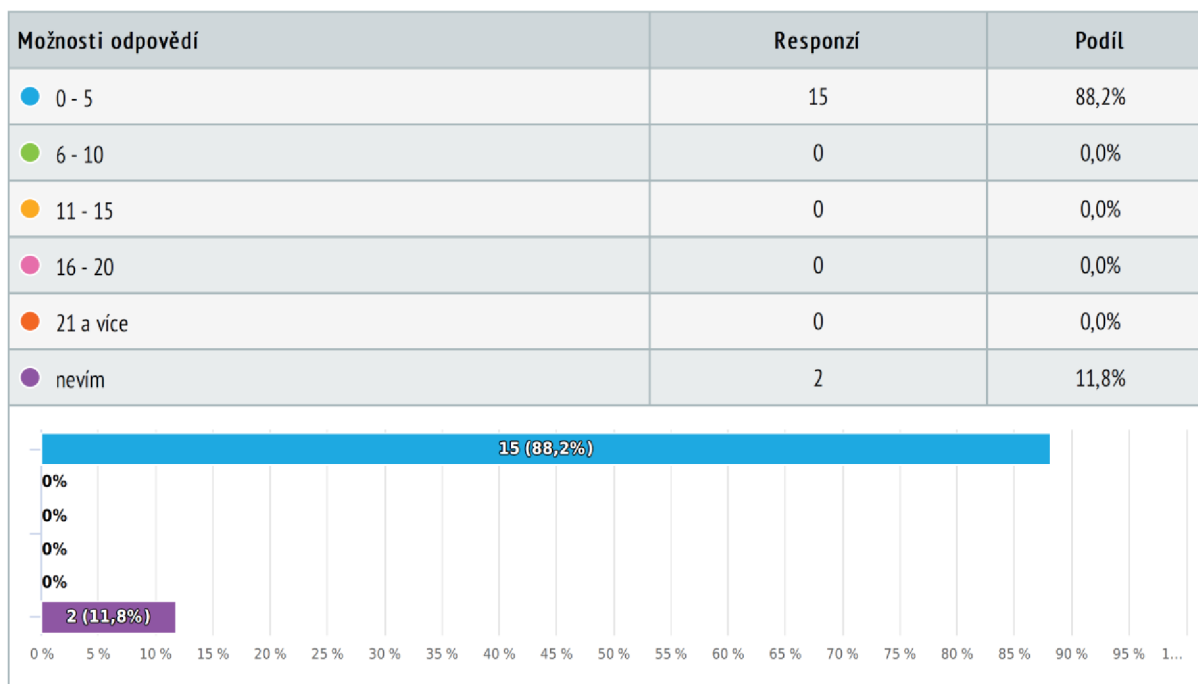 Možnosti odpovědí Responzí Podíl
0 - 5 15 88,2%
6 - 10 0 0,0%
11 - 15 0 0,0%
16 - 20 0 0,0%
21 a více 0 0,0%
nevím 2 11,8%
15 (88,2%)
0%
0%
0%
0%
2 (11,8%)
0 % 5 % 10 % 15 % 20 % 25 % 30 % 35 % 40 % 45 % 50 % 55 % 60 % 65 % 70 % 75 % 80 % 85 % 90 % 95 % 1...